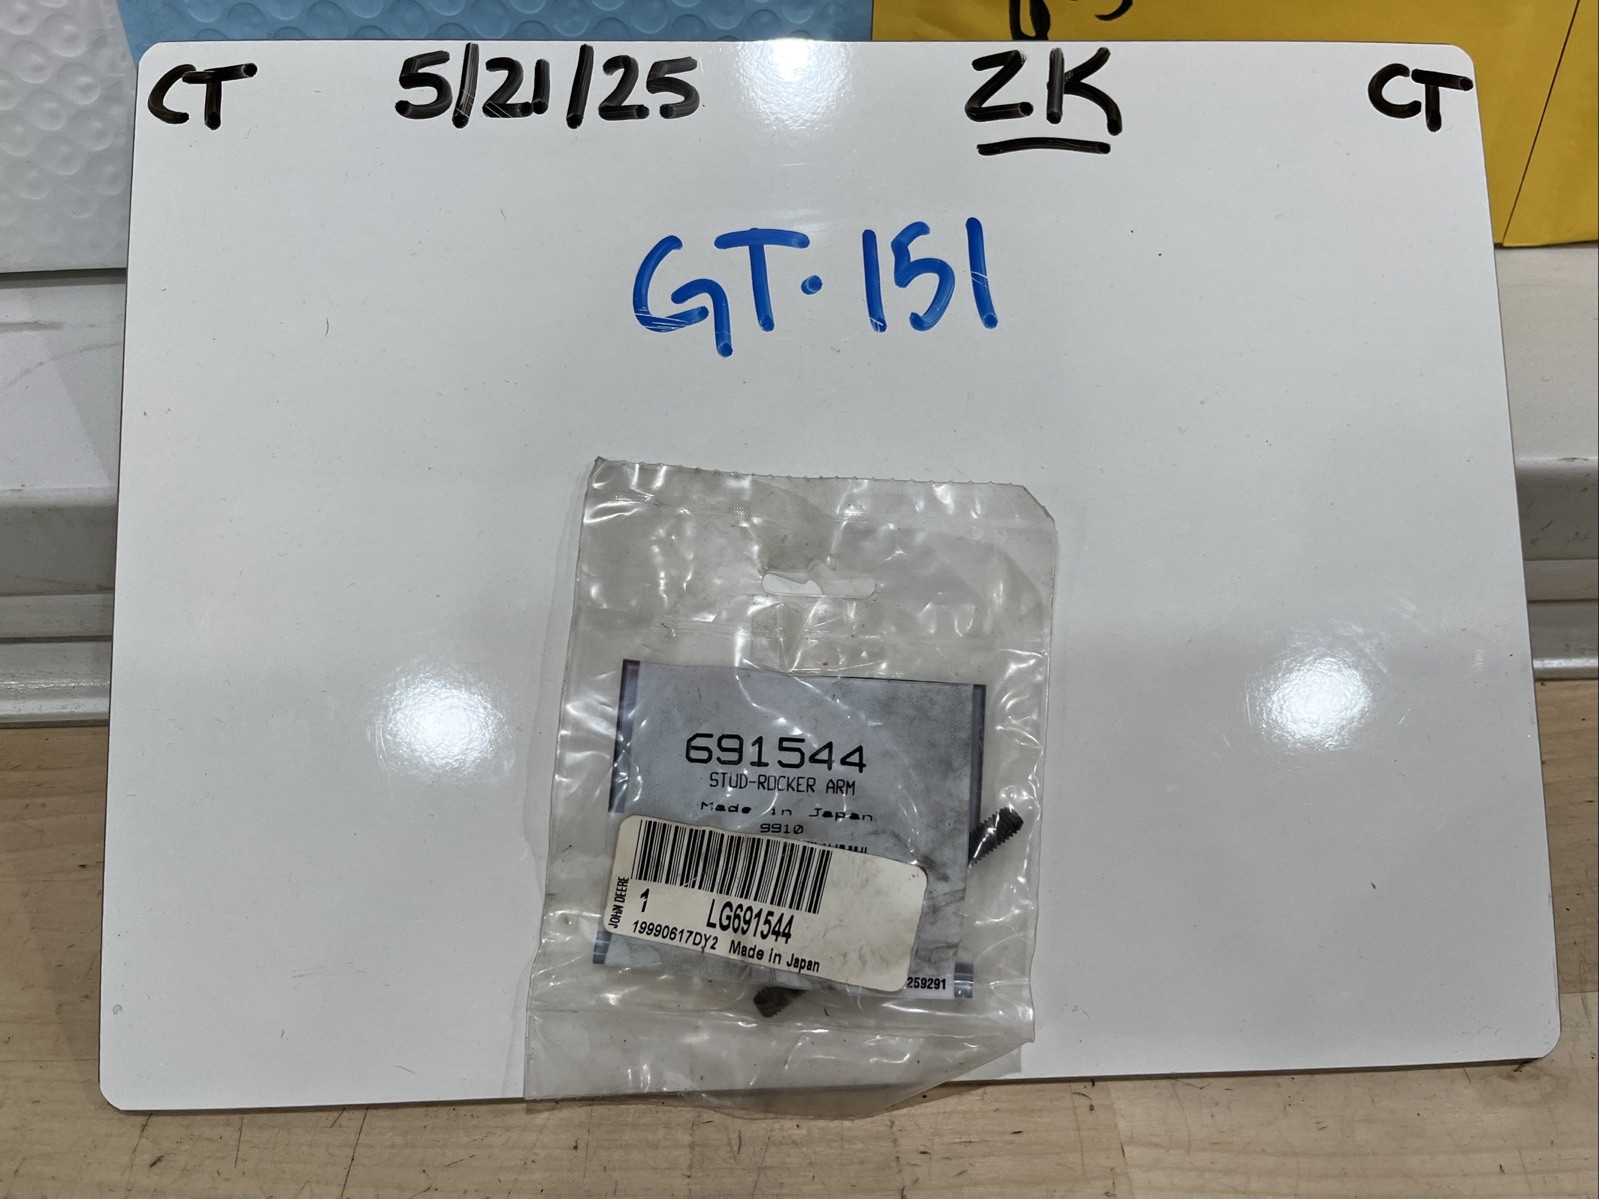 CT 5/21/25 ZK CT
GT·151
691544
STUD-ROCKER ARM
Made in Japan
9910
JOHN DEERE
1 LG691544
19990617DY2 Made in Japan
259291